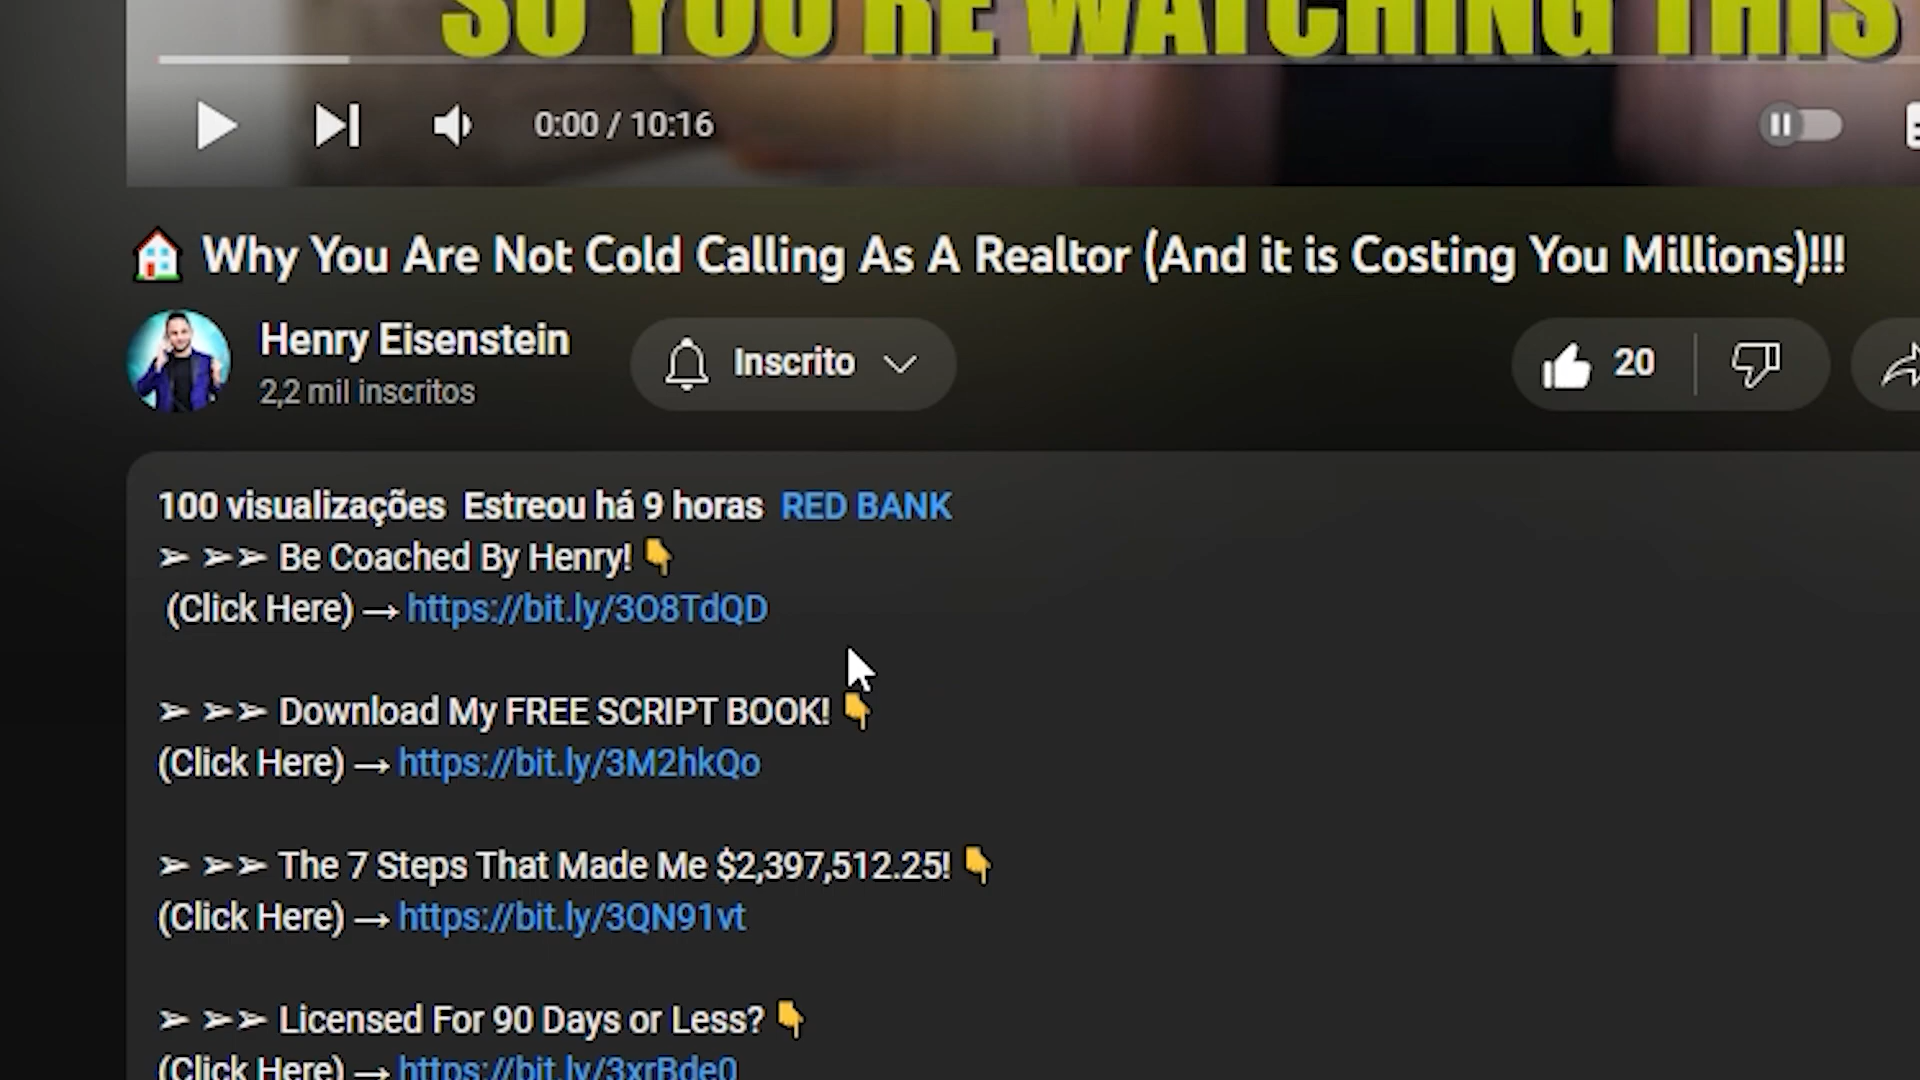 SO YOU'RE WATCHING THIS
0:00 / 10:16
Why You Are Not Cold Calling As A Realtor (And it is Costing You Millions)!!!
Henry Eisenstein
2,2 mil inscritos
Inscrito
20
100 visualizações Estreou há 9 horas RED BANK
➢ ➢➢ Be Coached By Henry! 👇
(Click Here) → https://bit.ly/3O8TdQD
➢ ➢➢ Download My FREE SCRIPT BOOK! 👇
(Click Here) → https://bit.ly/3M2hkQo
➢ ➢➢ The 7 Steps That Made Me $2,397,512.25! 👇
(Click Here) → https://bit.ly/3QN91vt
➢ ➢➢ Licensed For 90 Days or Less? 👇
(Click Here) → https://bit.ly/3xrBde0